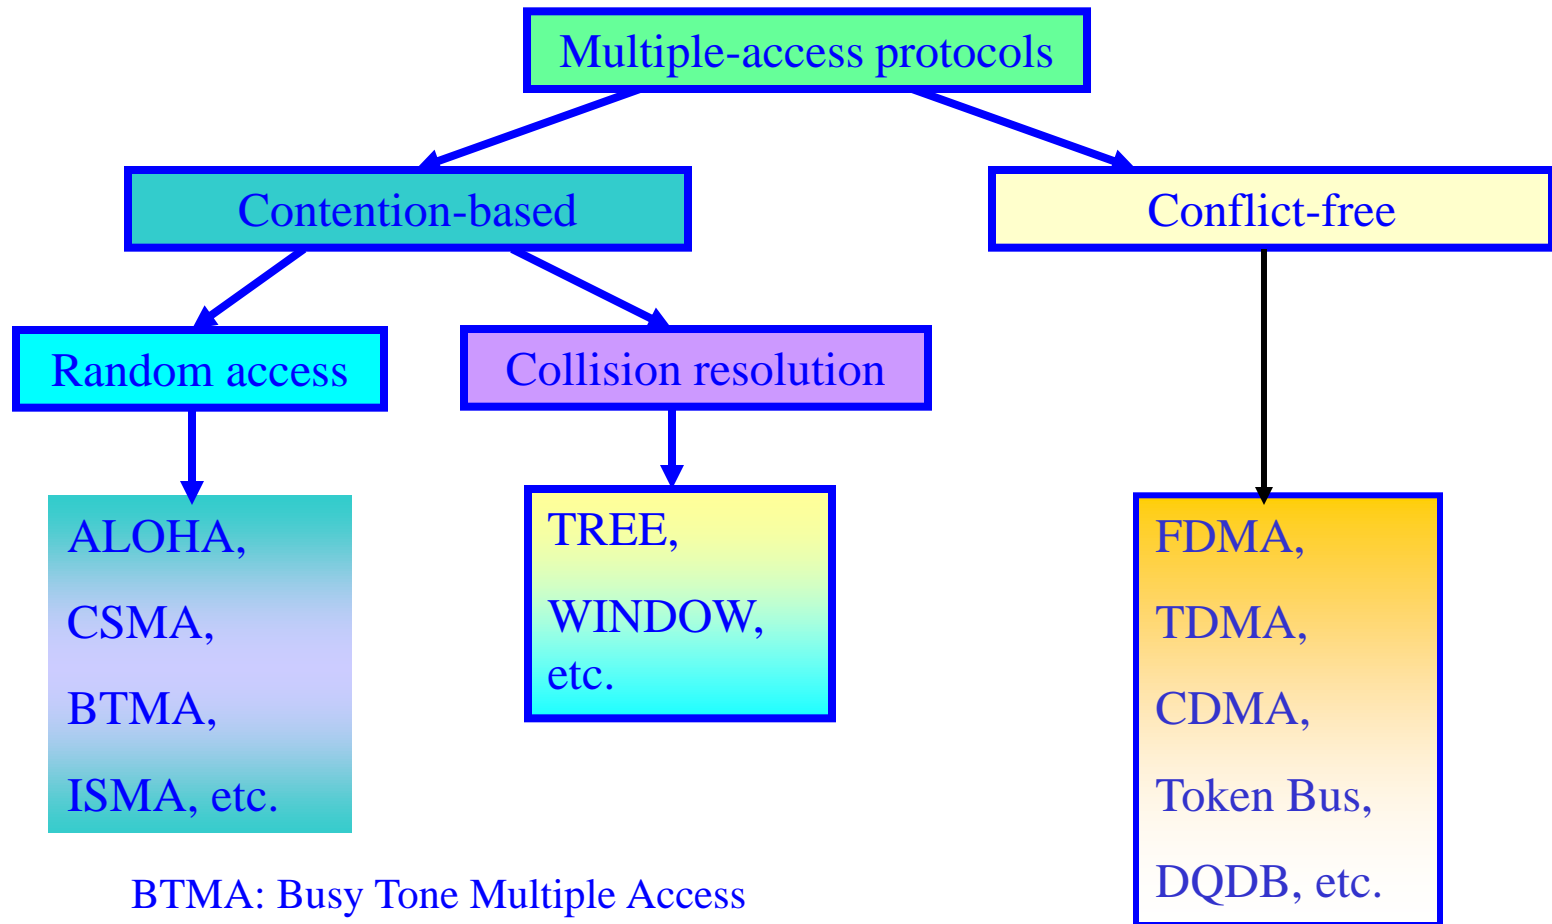 Multiple-access protocols
Contention-based
Conflict-free
Random access
Collision resolution
ALOHA,
CSMA,
BTMA,
ISMA, etc.
TREE,
WINDOW,
etc.
FDMA,
TDMA,
CDMA,
Token Bus,
DQDB, etc.
BTMA: Busy Tone Multiple Access